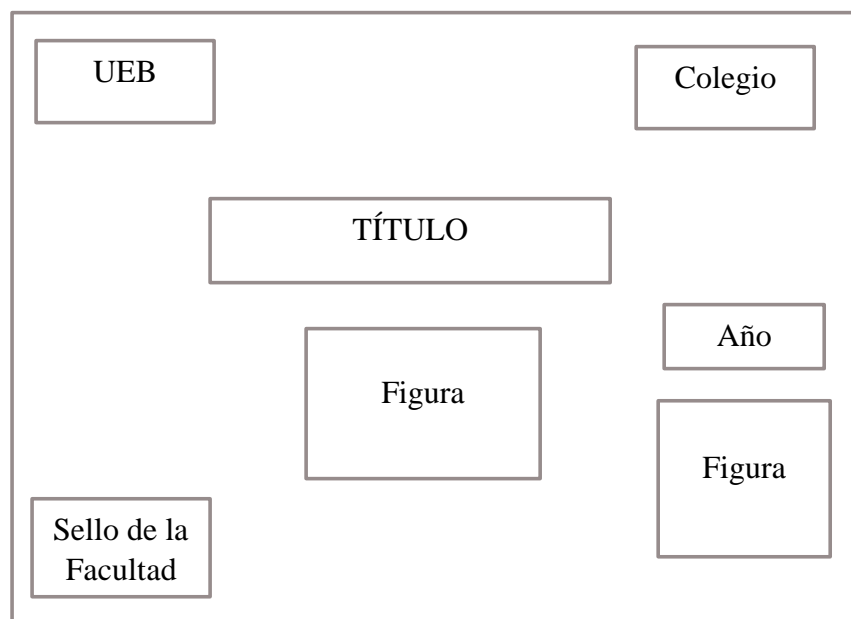 UEB
Colegio
TÍTULO
Año
Figura
Figura
Sello de la
Facultad